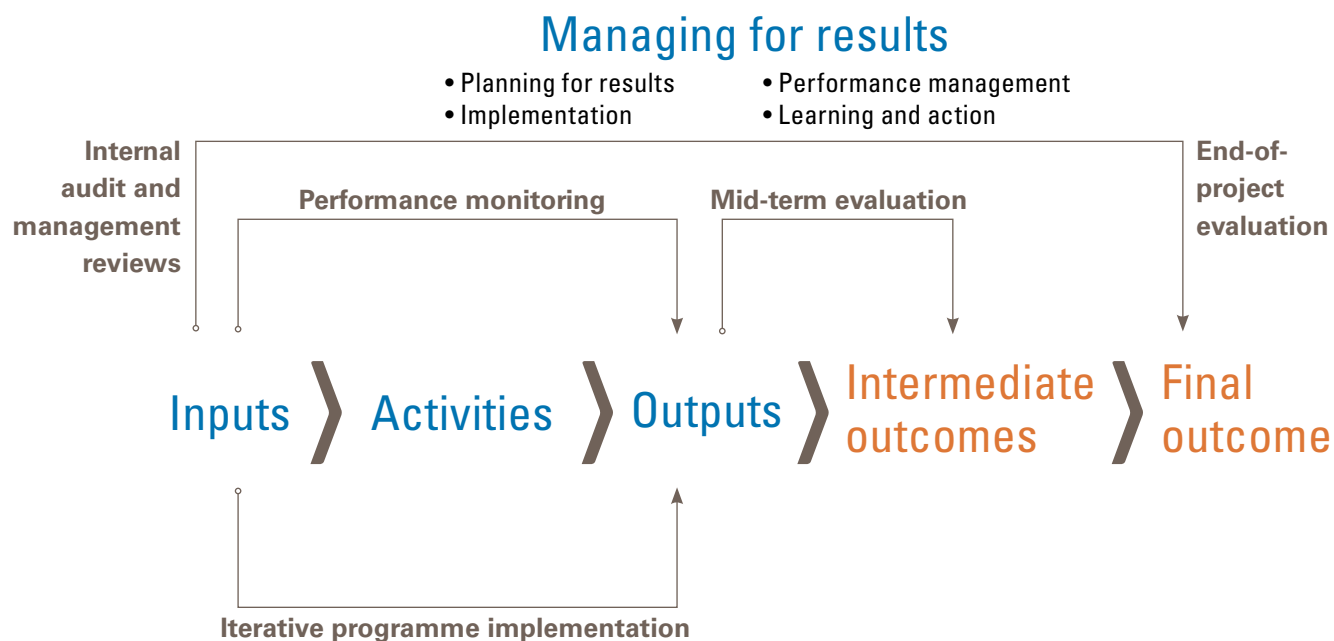 Managing for results
• Planning for results
• Implementation
• Performance management
• Learning and action
Internal
audit and
management
reviews
End-of-
project
evaluation
Performance monitoring
Mid-term evaluation
Inputs
Activities
Outputs
Intermediate
outcomes
Final
outcome
Iterative programme implementation